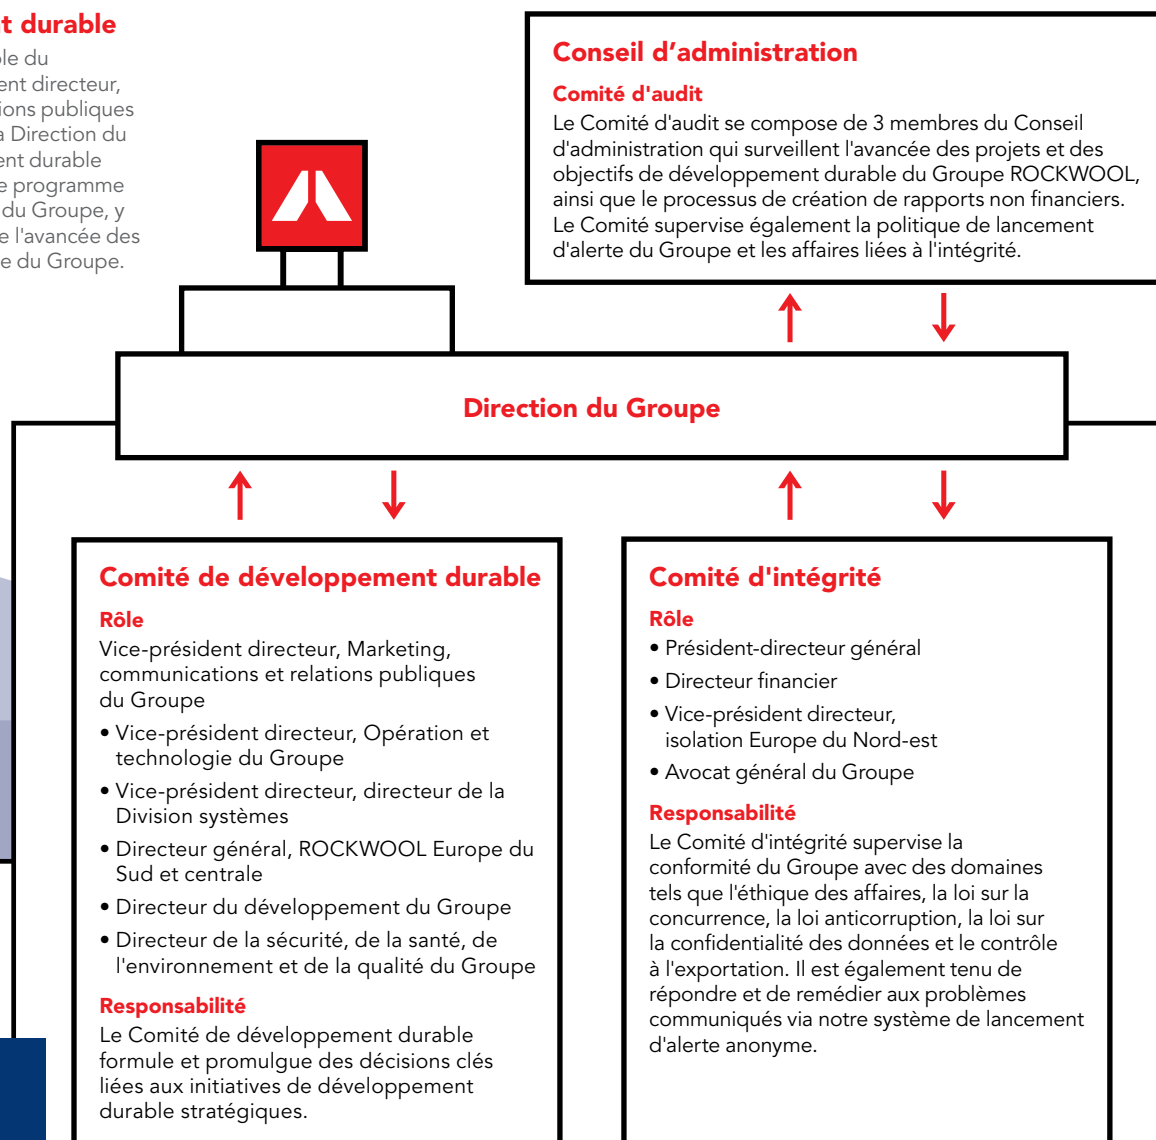 durable
du
directeur,
publiques
Direction du
durable
programme
du Groupe, y
l'avancée des
du Groupe.
Conseil d’administration
Comité d'audit
Le Comité d'audit se compose de 3 membres du Conseil
d'administration qui surveillent l'avancée des projets et des
objectifs de développement durable du Groupe ROCKWOOL,
ainsi que le processus de création de rapports non financiers.
Le Comité supervise également la politique de lancement
d'alerte du Groupe et les affaires liées à l'intégrité.
Direction du Groupe
Comité de développement durable
Rôle
Vice-président directeur, Marketing,
communications et relations publiques
du Groupe
• Vice-président directeur, Opération et
technologie du Groupe
• Vice-président directeur, directeur de la
Division systèmes
• Directeur général, ROCKWOOL Europe du
Sud et centrale
• Directeur du développement du Groupe
• Directeur de la sécurité, de la santé, de
l'environnement et de la qualité du Groupe
Responsabilité
Le Comité de développement durable
formule et promulgue des décisions clés
liées aux initiatives de développement
durable stratégiques.
Comité d'intégrité
Rôle
• Président-directeur général
• Directeur financier
• Vice-président directeur,
isolation Europe du Nord-est
• Avocat général du Groupe
Responsabilité
Le Comité d'intégrité supervise la
conformité du Groupe avec des domaines
tels que l'éthique des affaires, la loi sur la
concurrence, la loi anticorruption, la loi sur
la confidentialité des données et le contrôle
à l'exportation. Il est également tenu de
répondre et de remédier aux problèmes
communiqués via notre système de lancement
d'alerte anonyme.